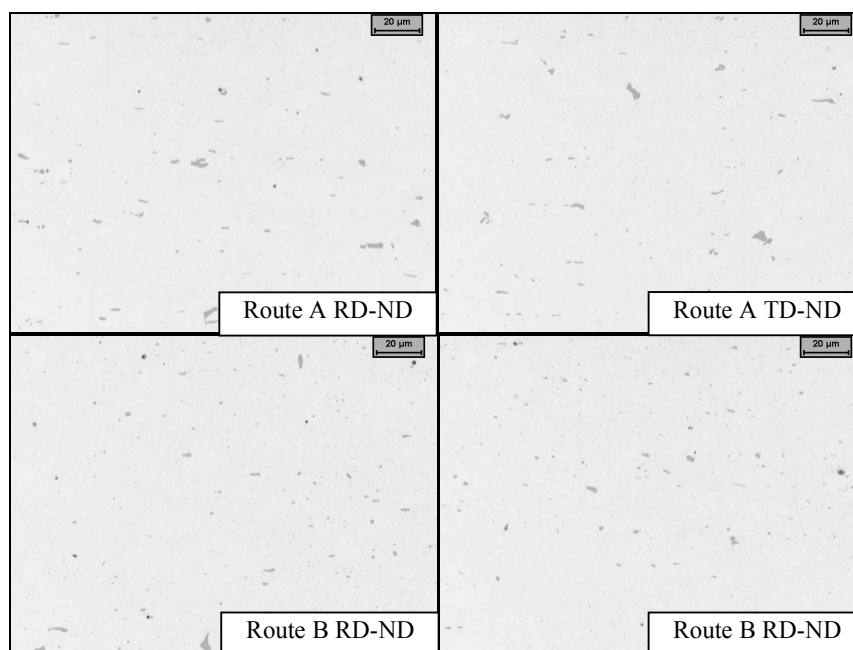 20 µm
20 µm
Route A RD-ND
Route A TD-ND
20 µm
20 µm
Route B RD-ND
Route B RD-ND